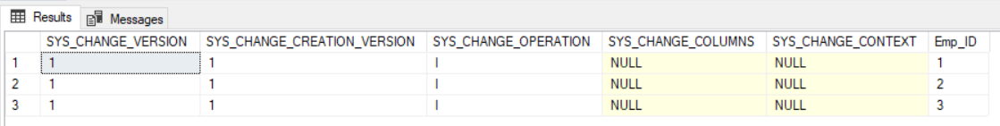 Results Messages
SYS_CHANGE_VERSION SYS_CHANGE_CREATION_VERSION SYS_CHANGE_OPERATION SYS_CHANGE_COLUMNS SYS_CHANGE_CONTEXT Emp_ID
1 1 1 I NULL NULL 1
2 1 1 I NULL NULL 2
3 1 1 I NULL NULL 3